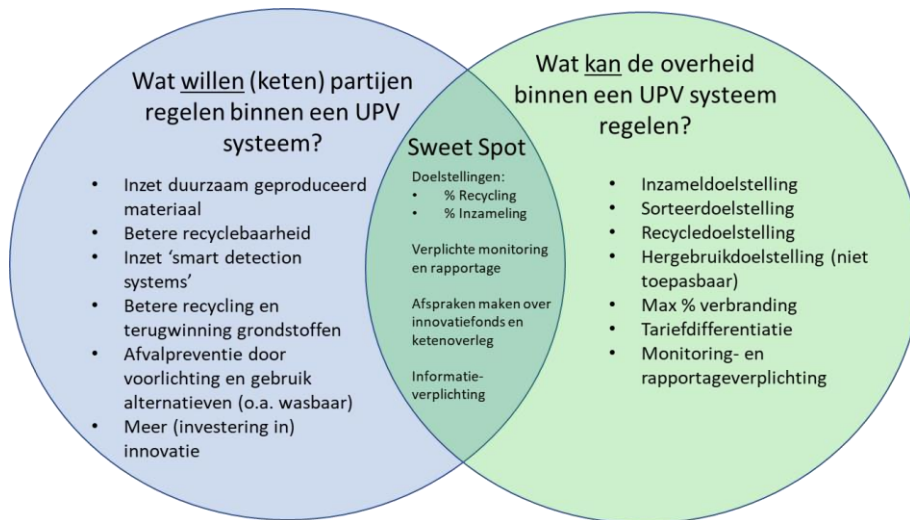 Wat willen (keten) partijen
regelen binnen een UPV
systeem?
• Inzet duurzaam geproduceerd
materiaal
• Betere recyclebaarheid
• Inzet ‘smart detection
systems’
• Betere recycling en
terugwinning grondstoffen
• Afvalpreventie door
voorlichting en gebruik
alternatieven (o.a. wasbaar)
• Meer (investering in)
innovatie
Sweet Spot
Doelstellingen:
• % Recycling
• % Inzameling
Verplichte monitoring
en rapportage
Afspraken maken over
innovatiefonds en
ketenoverleg
Informatie-
verplichting
Wat kan de overheid
binnen een UPV systeem
regelen?
• Inzameldoelstelling
• Sorteerdoelstelling
• Recycledoelstelling
• Hergebruikdoelstelling (niet
toepasbaar)
• Max % verbranding
• Tariefdifferentiatie
• Monitoring- en
rapportageverplichting